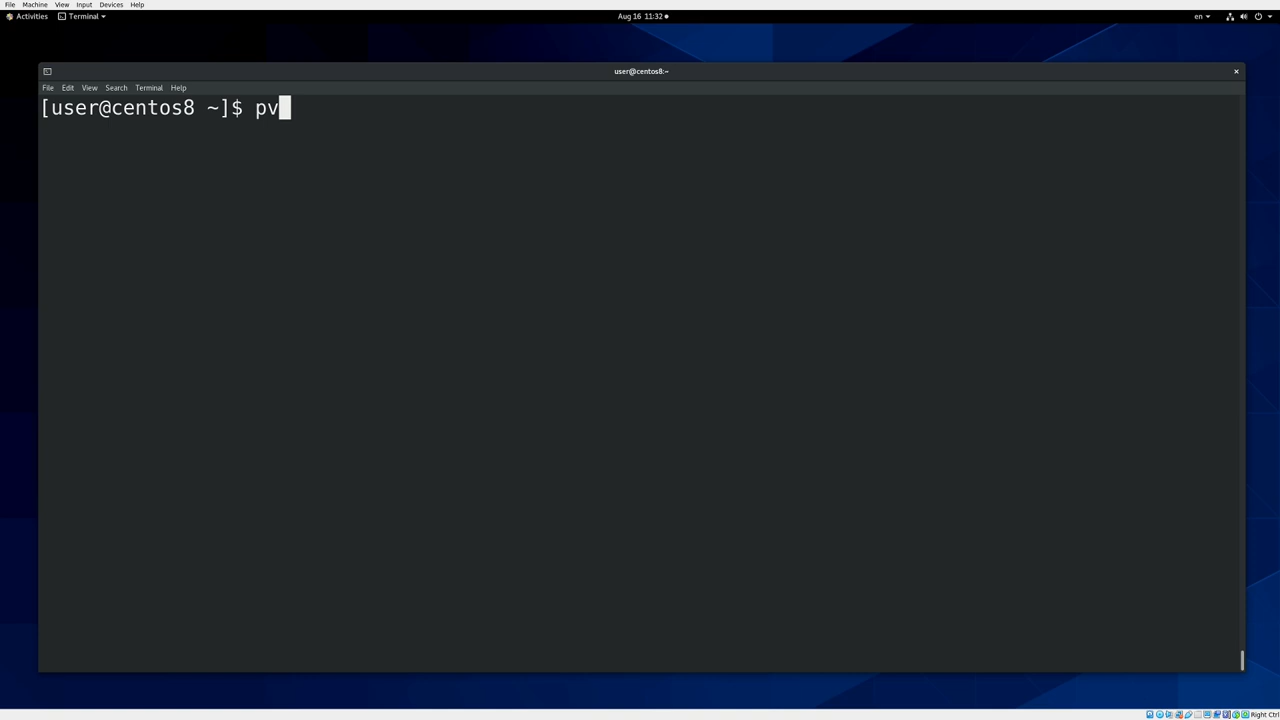 File Machine View Input Devices Help
Activities Terminal Aug 16 11:32 en
user@centos8:~
File Edit View Search Terminal Help
[user@centos8 ~]$ pv
Right Ctrl